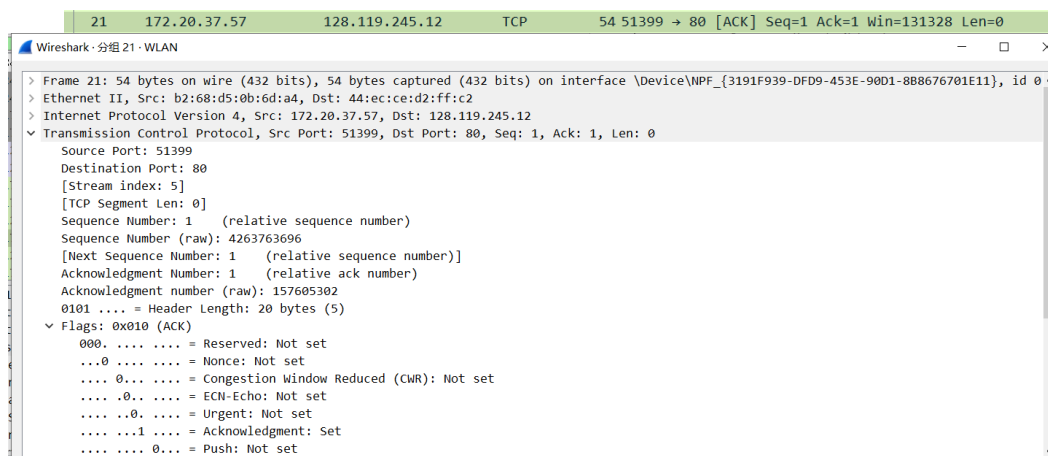 21 172.20.37.57 128.119.245.12 TCP 54 51399 → 80 [ACK] Seq=1 Ack=1 Win=131328 Len=0
Wireshark · 分组 21 · WLAN
> Frame 21: 54 bytes on wire (432 bits), 54 bytes captured (432 bits) on interface \Device\NPF_{3191F939-DFD9-453E-90D1-8B8676701E11}, id 0
> Ethernet II, Src: b2:68:d5:0b:6d:a4, Dst: 44:ec:ce:d2:ff:c2
> Internet Protocol Version 4, Src: 172.20.37.57, Dst: 128.119.245.12
Transmission Control Protocol, Src Port: 51399, Dst Port: 80, Seq: 1, Ack: 1, Len: 0
Source Port: 51399
Destination Port: 80
[Stream index: 5]
[TCP Segment Len: 0]
Sequence Number: 1 (relative sequence number)
Sequence Number (raw): 4263763696
[Next Sequence Number: 1 (relative sequence number)]
Acknowledgment Number: 1 (relative ack number)
Acknowledgment number (raw): 157605302
0101 .... = Header Length: 20 bytes (5)
Flags: 0x010 (ACK)
000. .... .... = Reserved: Not set
...0 .... .... = Nonce: Not set
.... 0... .... = Congestion Window Reduced (CWR): Not set
.... .0.. .... = ECN-Echo: Not set
.... ..0. .... = Urgent: Not set
.... ...1 .... = Acknowledgment: Set
.... .... 0... = Push: Not set